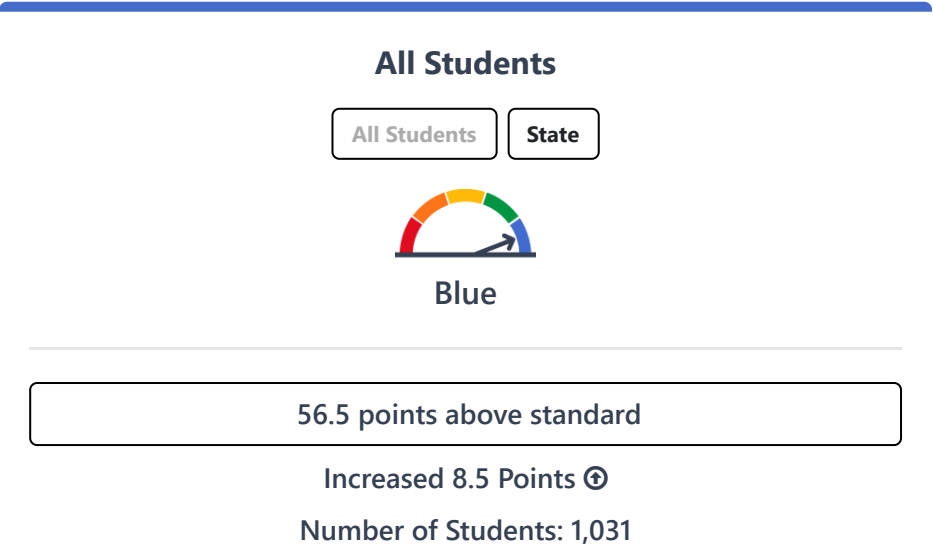 All Students
All Students State
Blue
56.5 points above standard
Increased 8.5 Points
Number of Students: 1,031